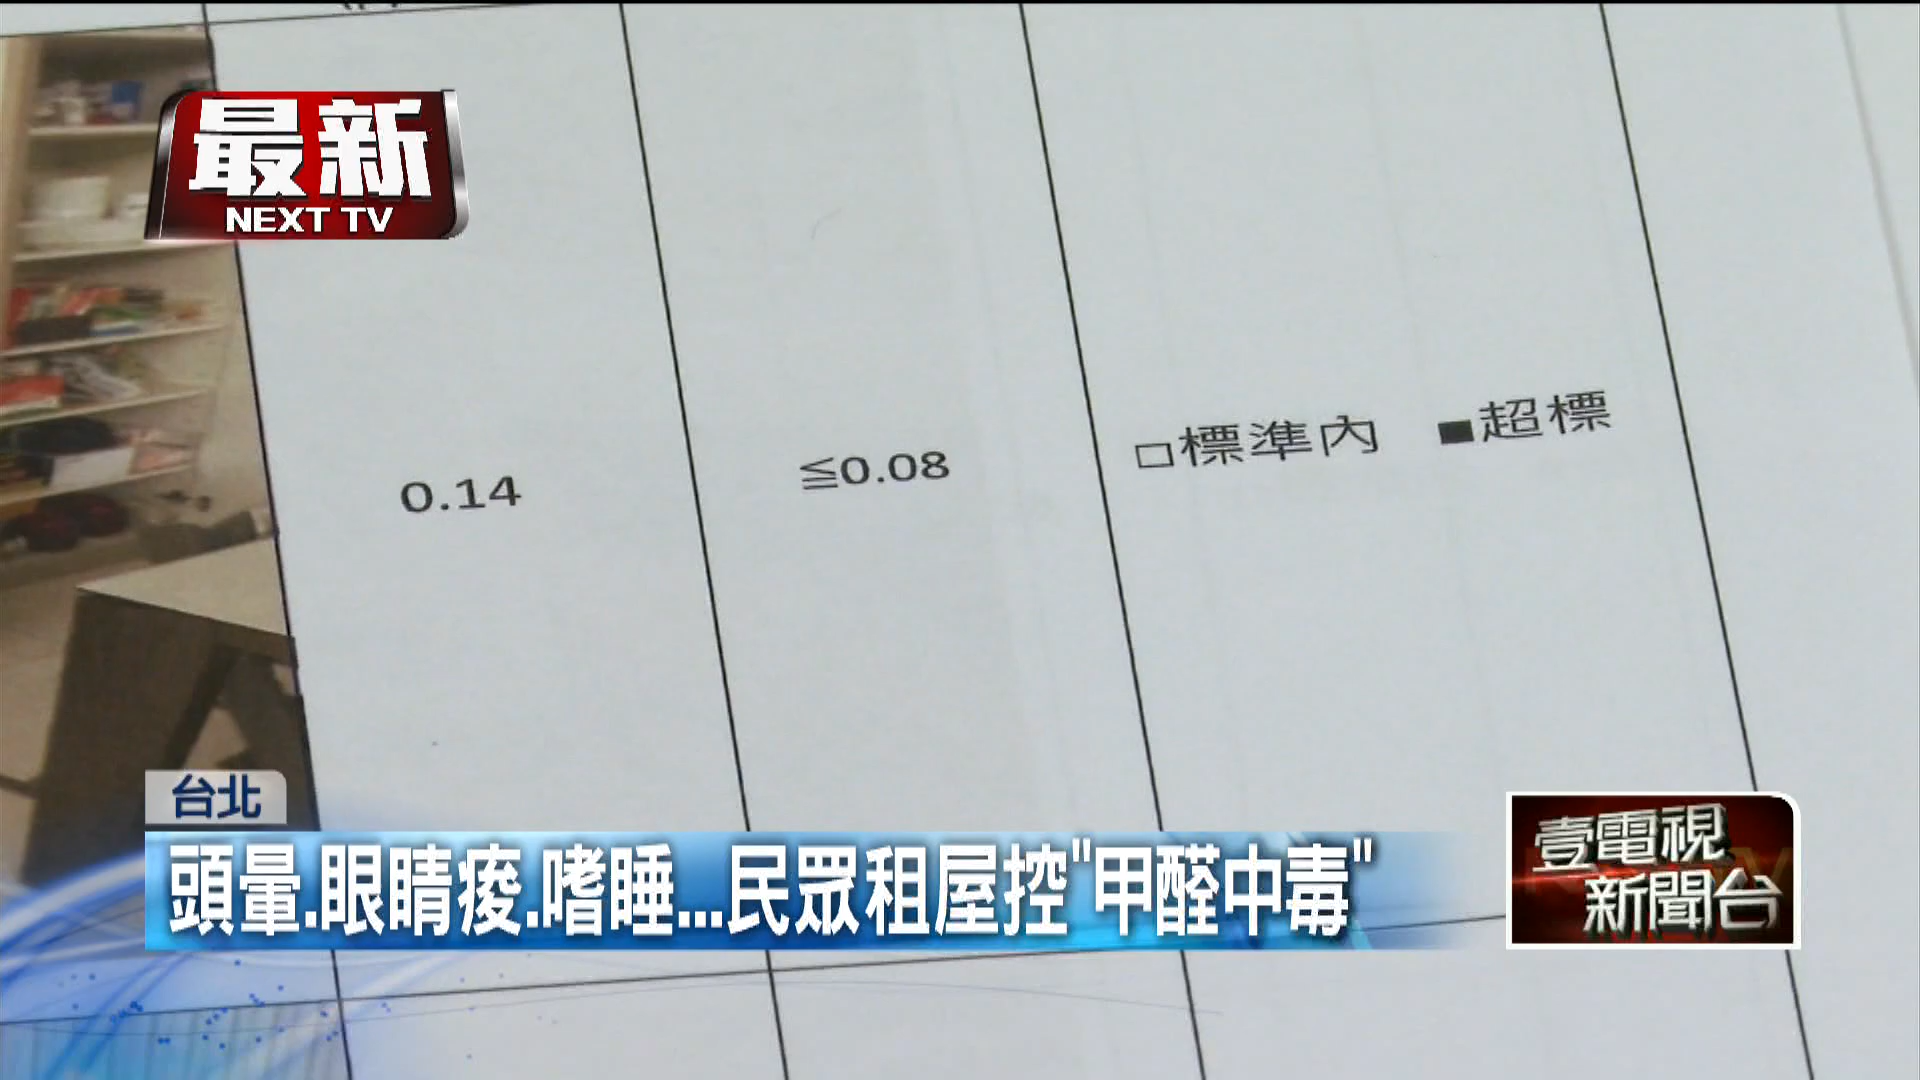 最新
NEXT TV
0.14
≦0.08
□標準內 ■超標
台北
頭暈.眼睛痠.嗜睡...民眾租屋控"甲醛中毒"
壹電視
新聞台